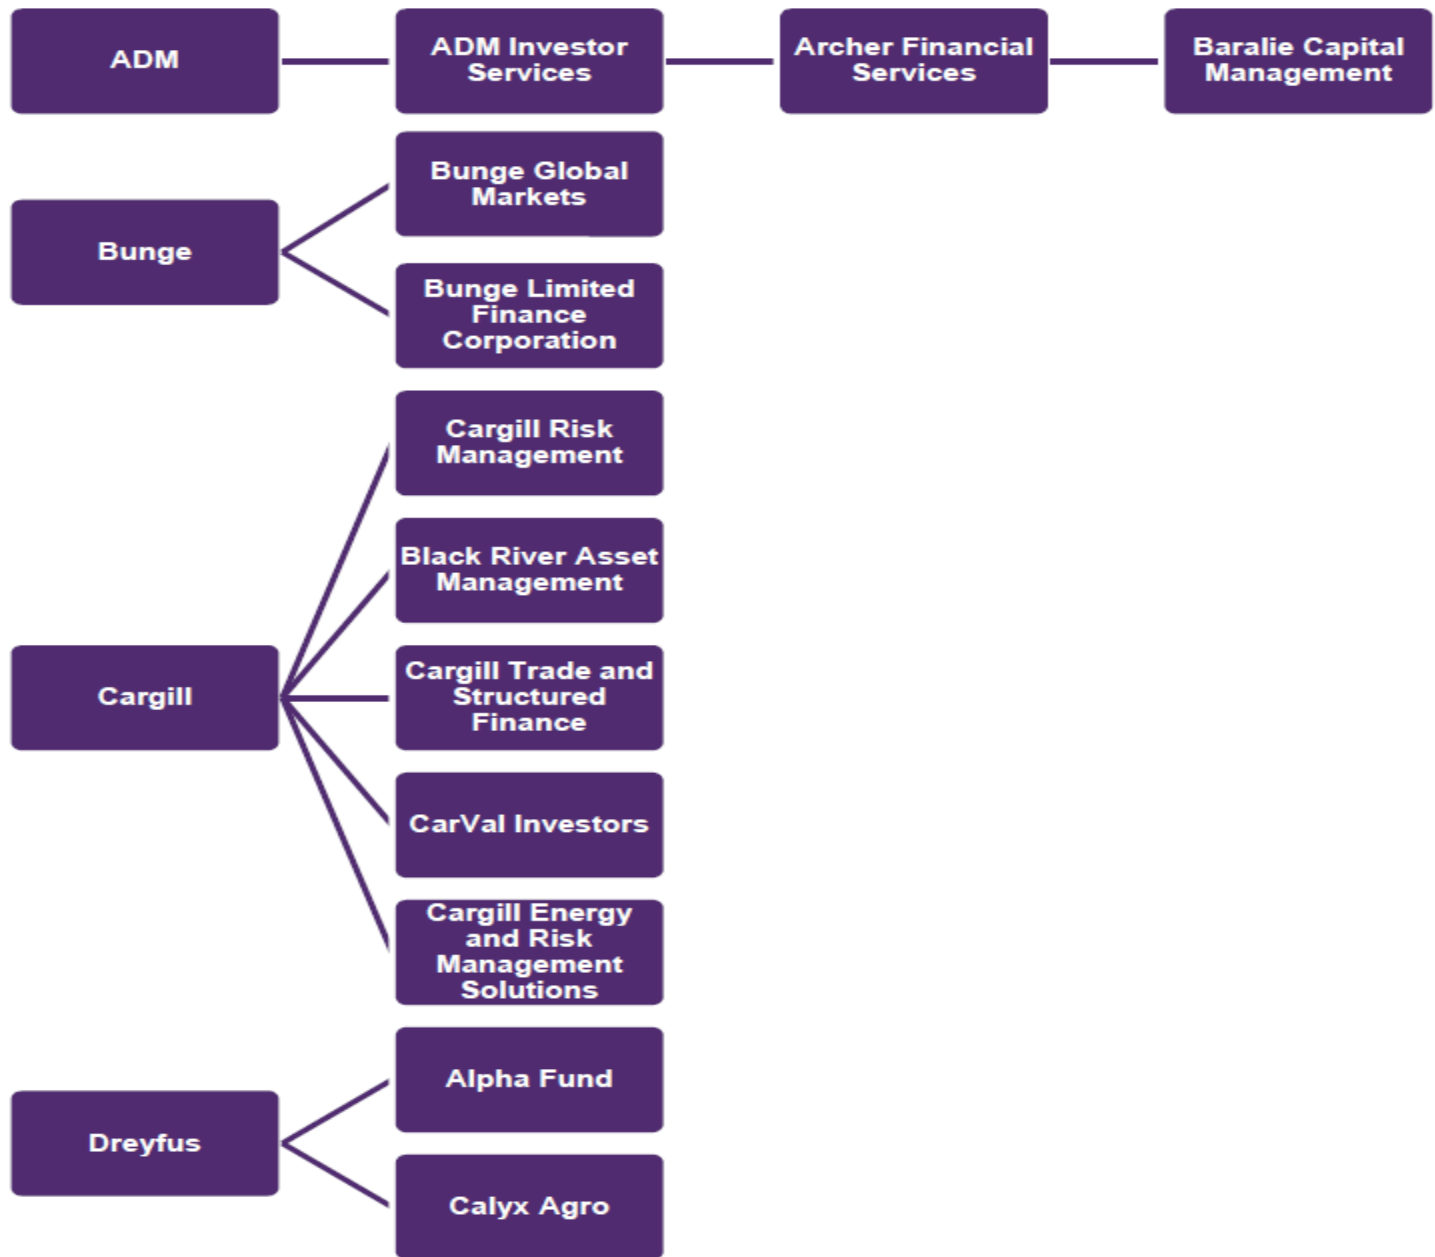 ADM
ADM Investor
Services
Archer Financial
Services
Baralie Capital
Management
Bunge
Bunge Global
Markets
Bunge Limited
Finance
Corporation
Cargill
Cargill Risk
Management
Black River Asset
Management
Cargill Trade and
Structured
Finance
CarVal Investors
Cargill Energy
and Risk
Management
Solutions
Dreyfus
Alpha Fund
Calyx Agro